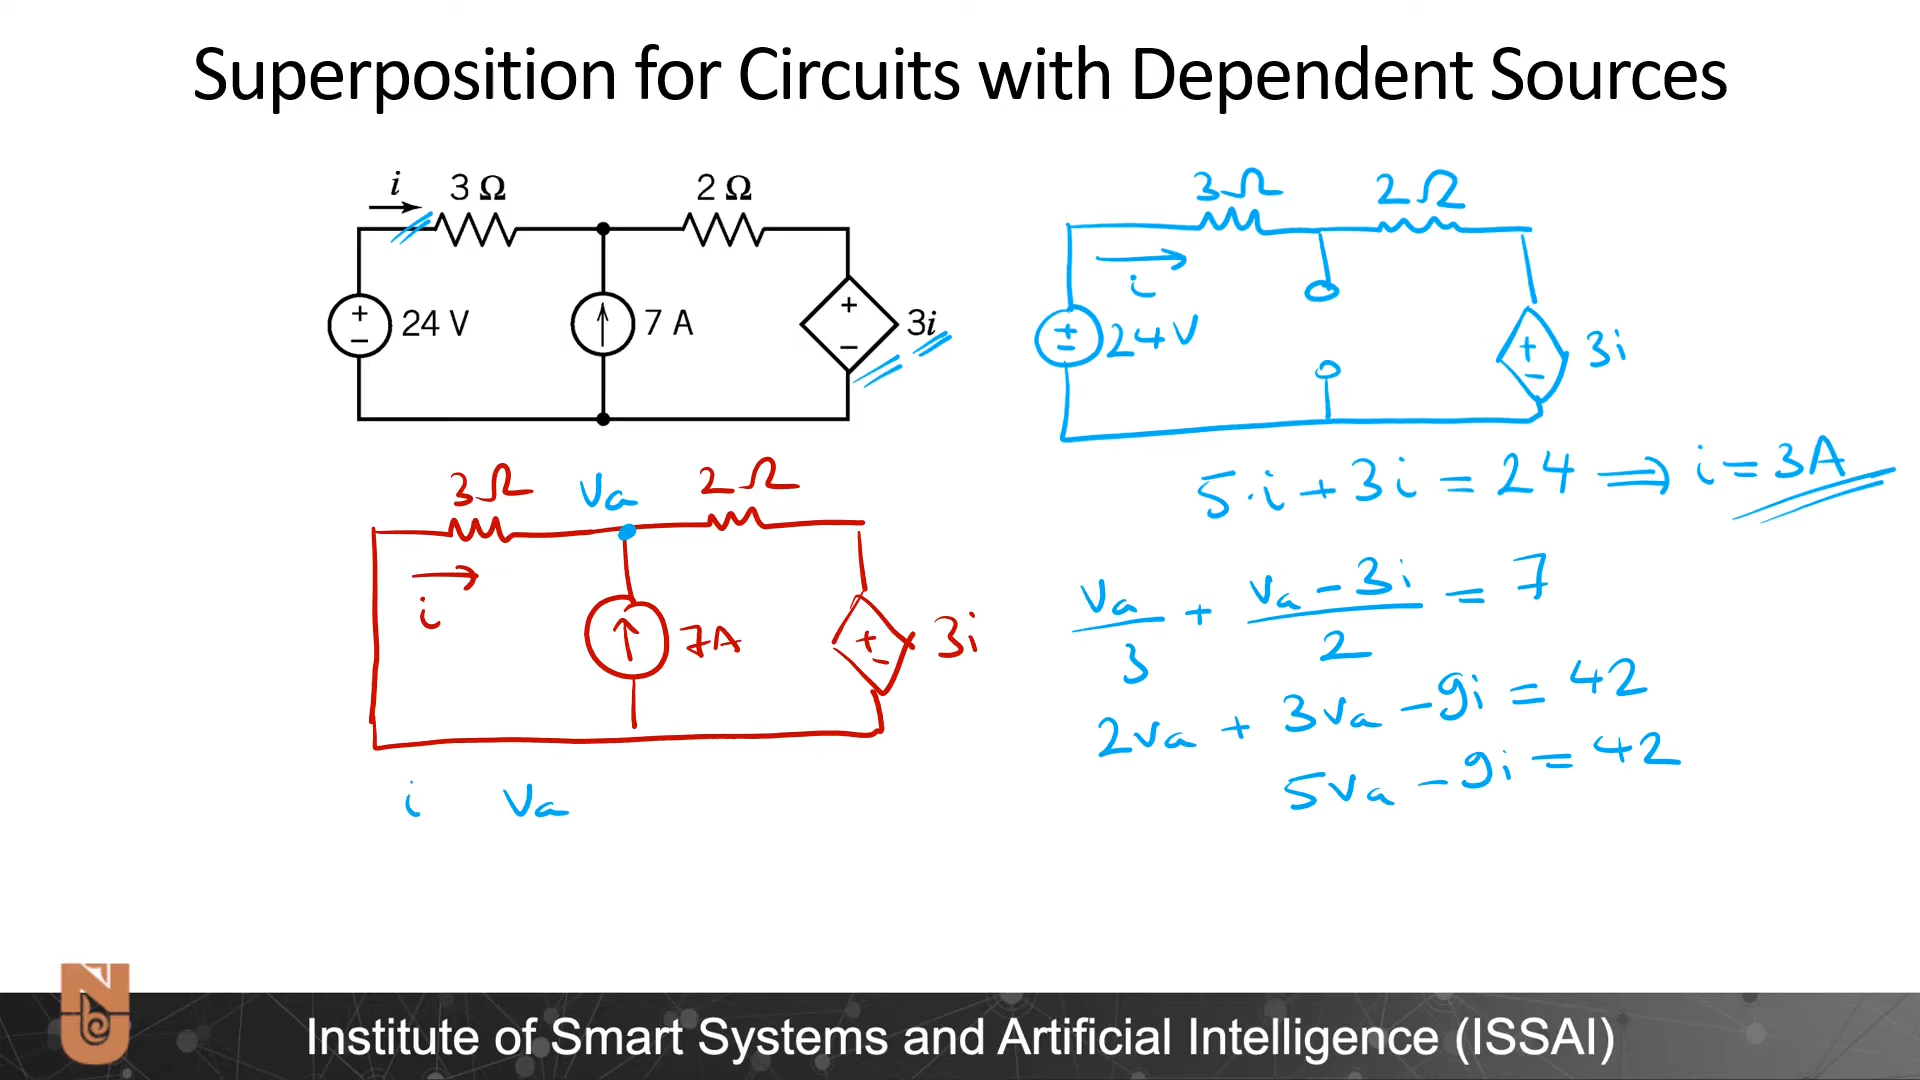 Superposition for Circuits with Dependent Sources
i 3 Ω 2 Ω
+ − 24 V 7 A + − 3i
3Ω 2Ω
i
+ − 24V + − 3i
5·i + 3i = 24 ⟹ i = 3A
3Ω Va 2Ω
i
7A + − 3i
Va/3 + (Va − 3i)/2 = 7
2Va + 3Va − 9i = 42
5Va − 9i = 42
i Va
Institute of Smart Systems and Artificial Intelligence (ISSAI)